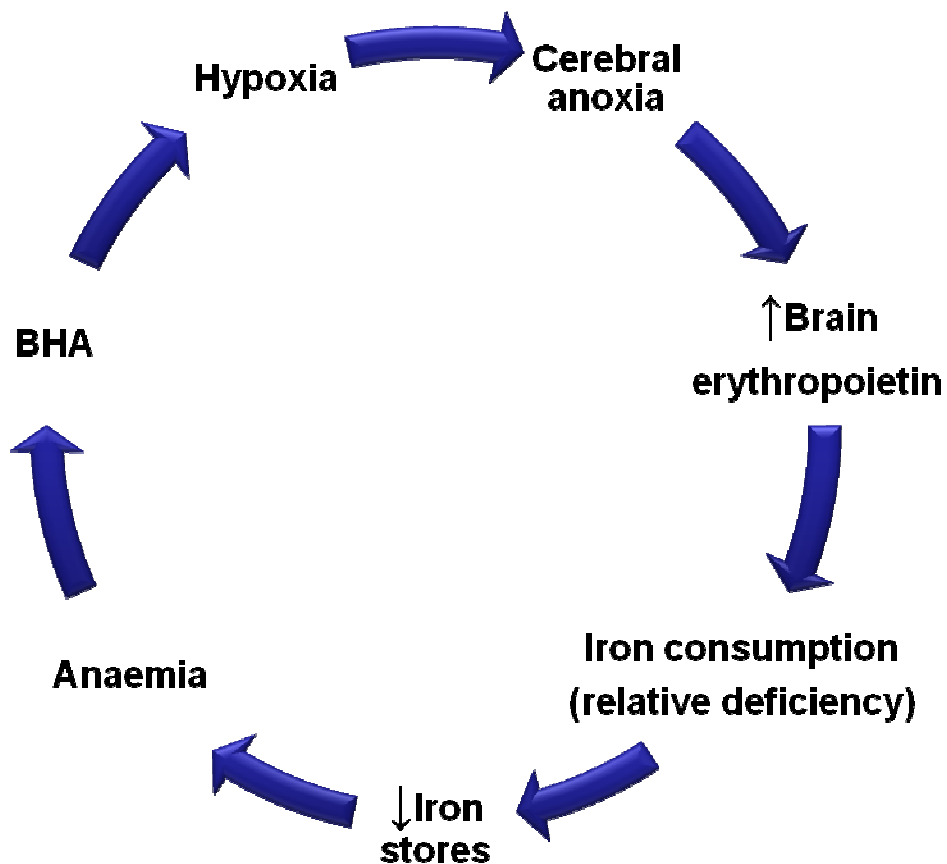 Hypoxia
Cerebral
anoxia
↑Brain
erythropoietin
Iron consumption
(relative deficiency)
↓Iron
stores
Anaemia
BHA